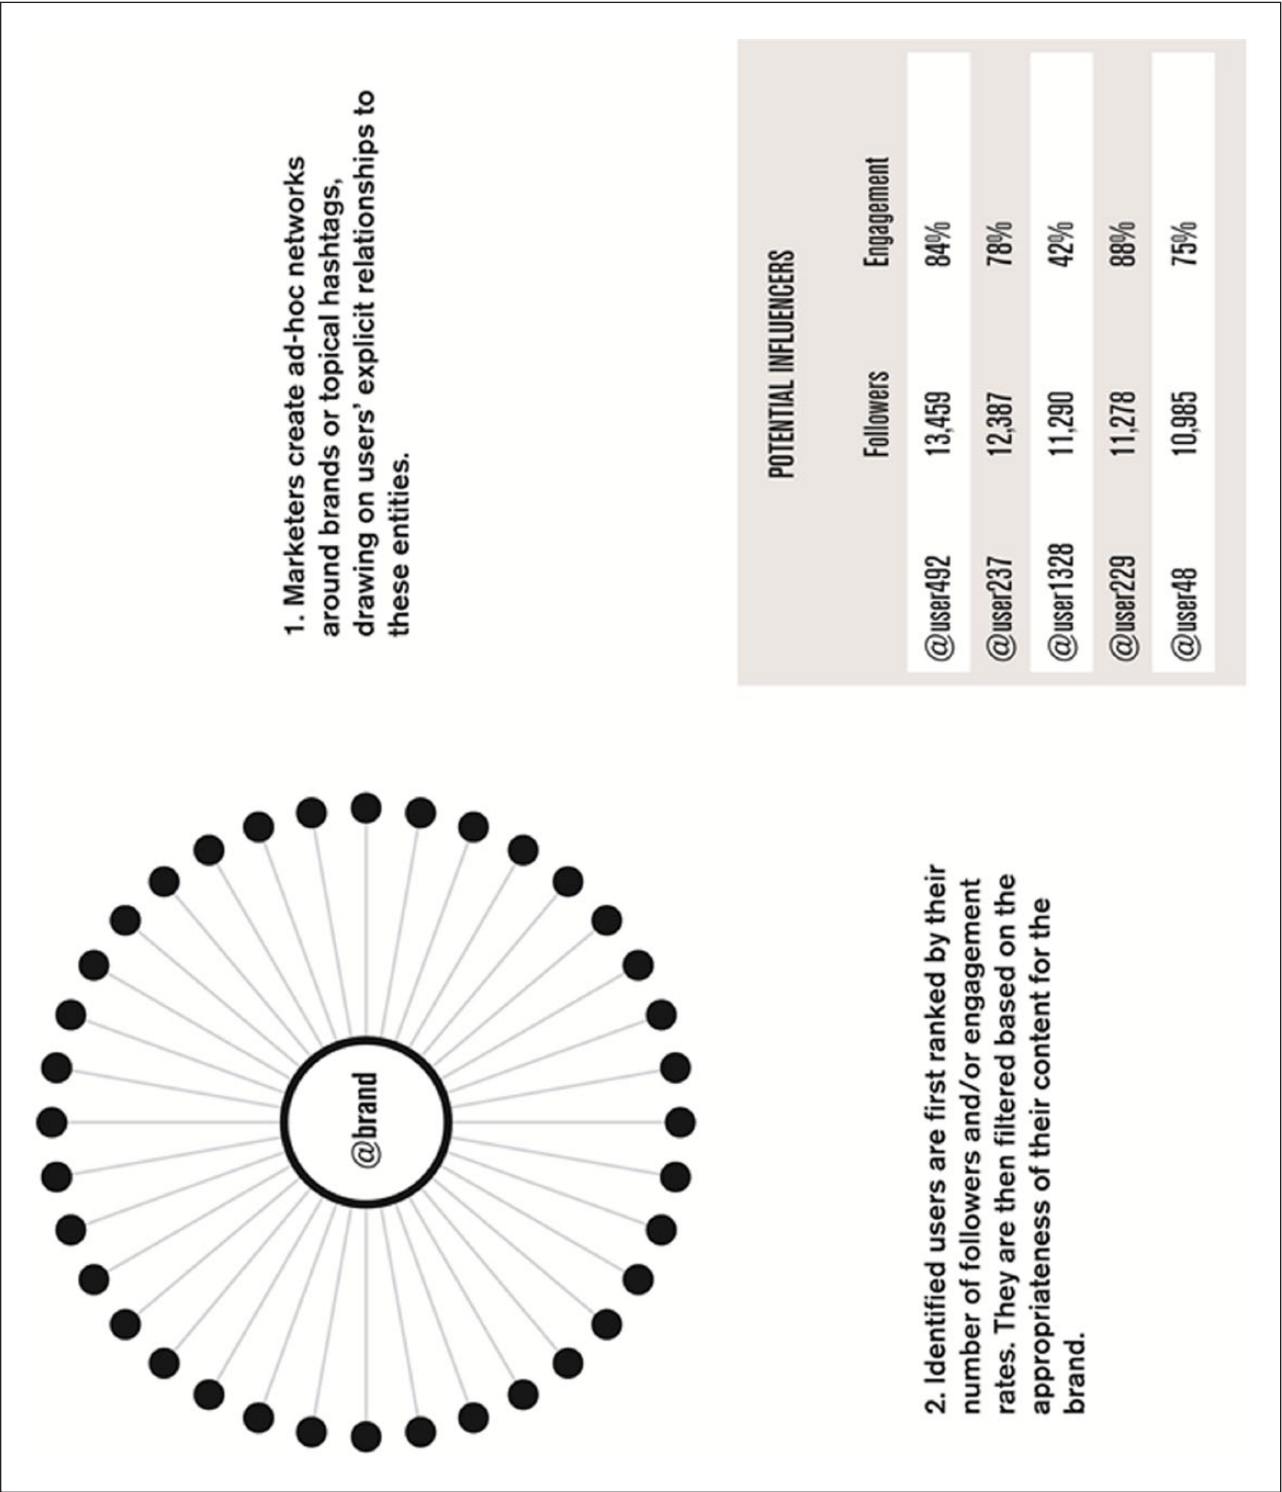 @brand
1. Marketers create ad-hoc networks
around brands or topical hashtags,
drawing on users’ explicit relationships to
these entities.
2. Identified users are first ranked by their
number of followers and/or engagement
rates. They are then filtered based on the
appropriateness of their content for the
brand.
POTENTIAL INFLUENCERS
Followers Engagement
@user492 13,459 84%
@user237 12,387 78%
@user1328 11,290 42%
@user229 11,278 88%
@user48 10,985 75%